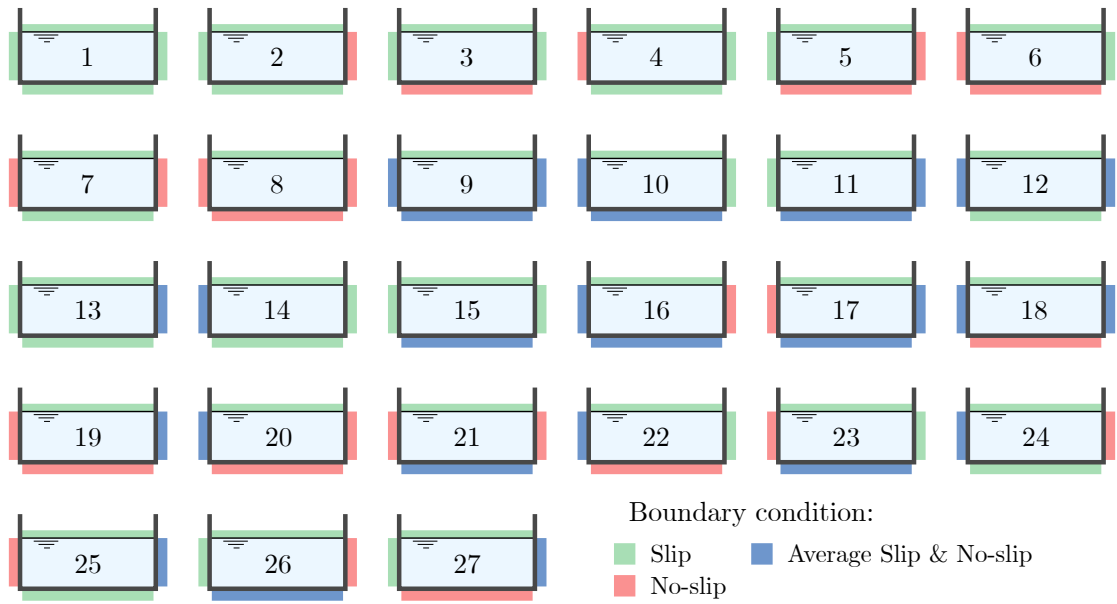 1 2 3 4 5 6
7 8 9 10 11 12
13 14 15 16 17 18
19 20 21 22 23 24
25 26 27
Boundary condition:
Slip Average Slip & No-slip
No-slip